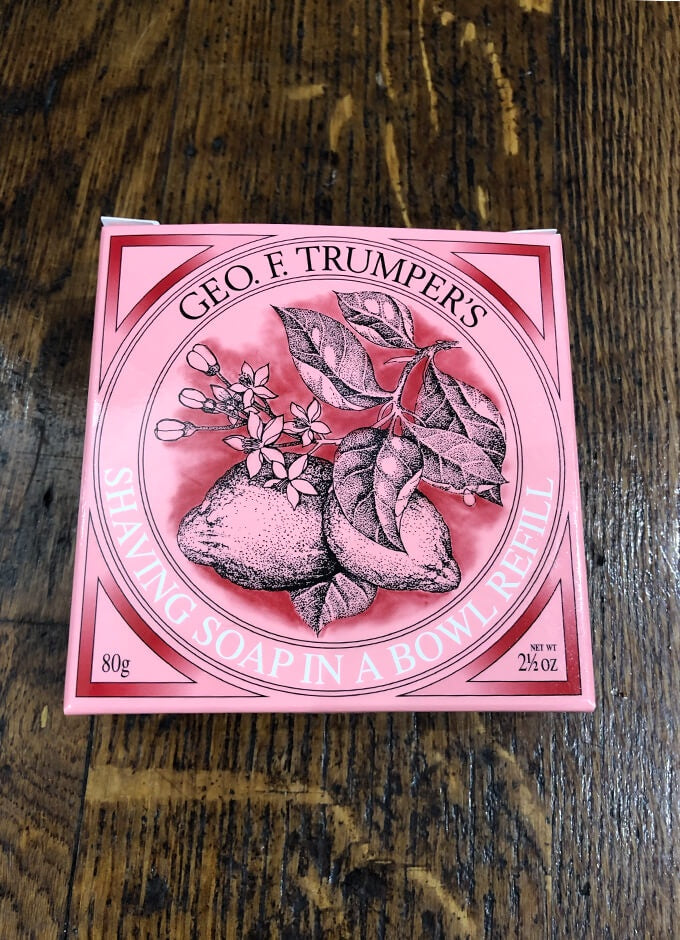 GEO. F. TRUMPER'S
SHAVING SOAP IN A BOWL REFILL
80g
NET WT
2½ OZ